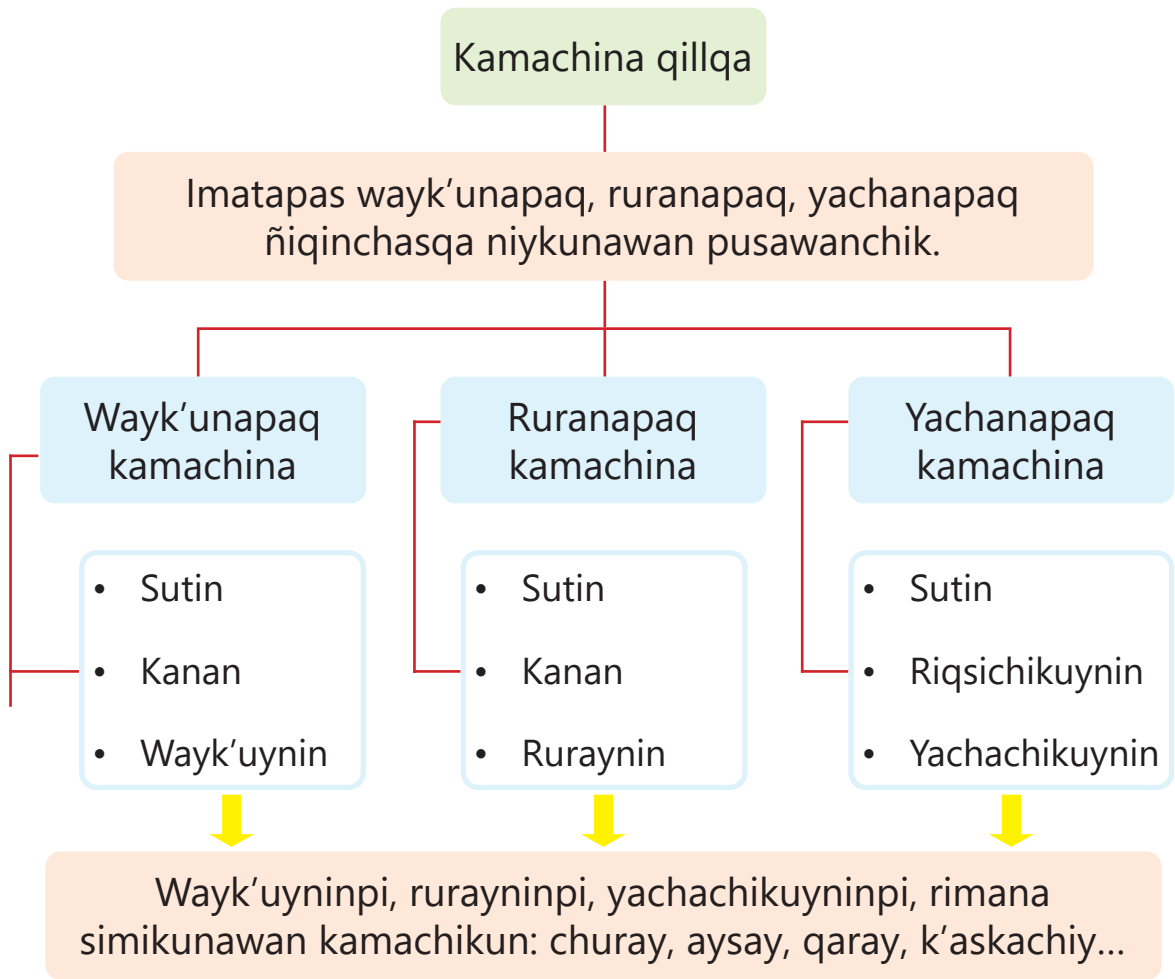 Kamachina qillqa
Imatapas wayk’unapaq, ruranapaq, yachanapaq
ñiqinchasqa niykunawan pusawanchik.
Wayk’unapaq
kamachina
• Sutin
• Kanan
• Wayk’uynin
Ruranapaq
kamachina
• Sutin
• Kanan
• Ruraynin
Yachanapaq
kamachina
• Sutin
• Riqsichikuynin
• Yachachikuynin
Wayk’uyninpi, rurayninpi, yachachikuyninpi, rimana
simikunawan kamachikun: churay, aysay, qaray, k’askachiy...